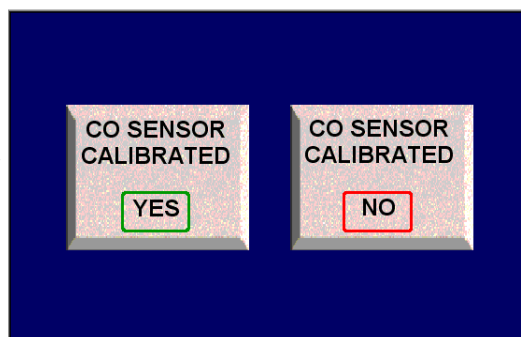 CO SENSOR
CALIBRATED
YES
CO SENSOR
CALIBRATED
NO